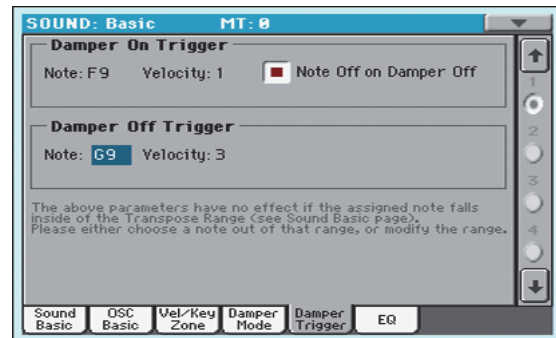 SOUND: Basic MT: 0
Damper On Trigger
Note: F9 Velocity: 1 Note Off on Damper Off
1
2
Damper Off Trigger
Note: G9 Velocity: 3
3
The above parameters have no effect if the assigned note falls
inside of the Transpose Range (see Sound Basic page).
Please either choose a note out of that range, or modify the range.
4
Sound Basic
OSC Basic
Vel/Key Zone
Damper Mode
Damper Trigger
EQ